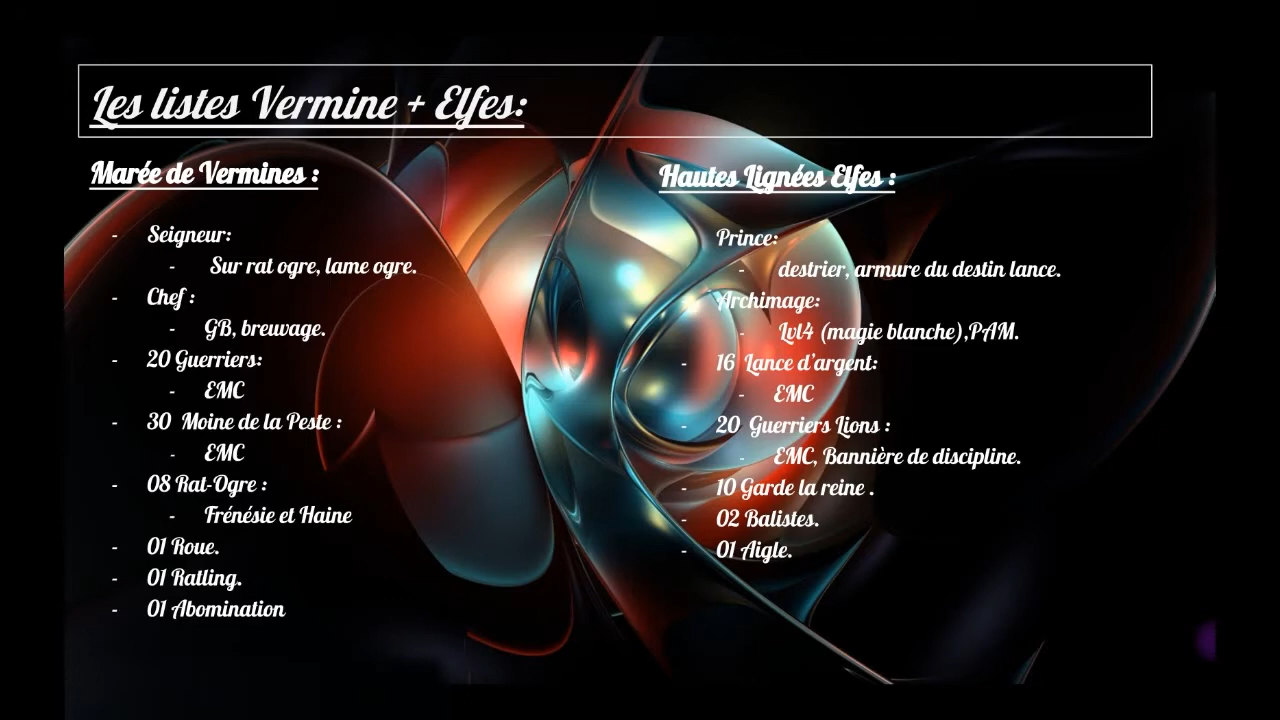 Les listes Vermine + Elfes:
Marée de Vermines :
- Seigneur:
- Sur rat ogre, lame ogre.
- Chef :
- GB, breuvage.
- 20 Guerriers:
- EMC
- 30 Moine de la Peste :
- EMC
- 08 Rat-Ogre :
- Frénésie et Haine
- 01 Roue.
- 01 Ratling.
- 01 Abomination
Hautes Lignées Elfes :
Prince:
- destrier, armure du destin lance.
- Archimage:
- Lvl4 (magie blanche),PAM.
- 16 Lance d'argent:
- EMC
- 20 Guerriers Lions :
- EMC, Bannière de discipline.
- 10 Garde la reine .
- 02 Balistes.
- 01 Aigle.